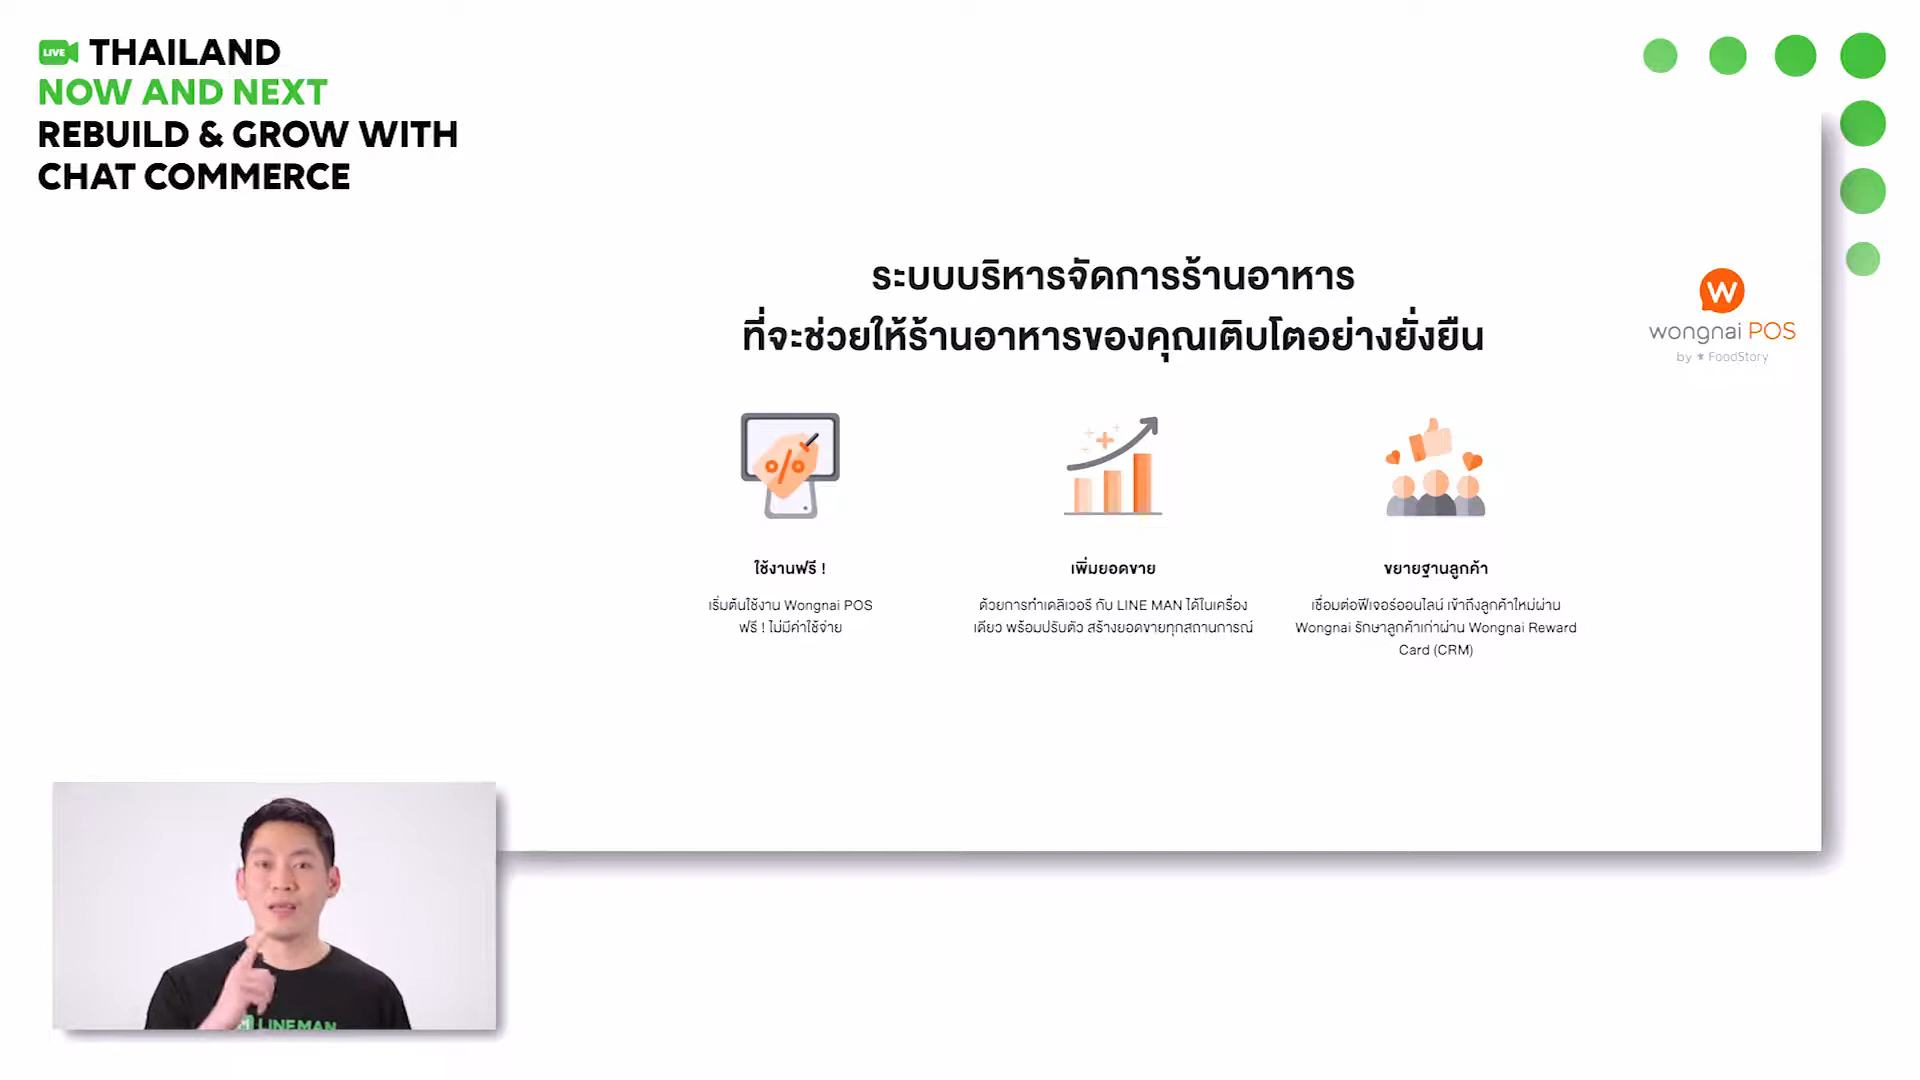 LIVE THAILAND
NOW AND NEXT
REBUILD & GROW WITH
CHAT COMMERCE
ระบบบริหารจัดการร้านอาหาร
ที่จะช่วยให้ร้านอาหารของคุณเติบโตอย่างยั่งยืน
W
wongnai POS
by FoodStory
ใช้งานฟรี !
เริ่มต้นใช้งาน Wongnai POS
ฟรี ! ไม่มีค่าใช้จ่าย
เพิ่มยอดขาย
ด้วยการทำเดลิเวอรี กับ LINE MAN ได้ในเครื่อง
เดียว พร้อมปรับตัว สร้างยอดขายทุกสถานการณ์
ขยายฐานลูกค้า
เชื่อมต่อฟีเจอร์ออนไลน์ เข้าถึงลูกค้าใหม่ผ่าน
Wongnai รักษาลูกค้าเก่าผ่าน Wongnai Reward
Card (CRM)
LINEMAN